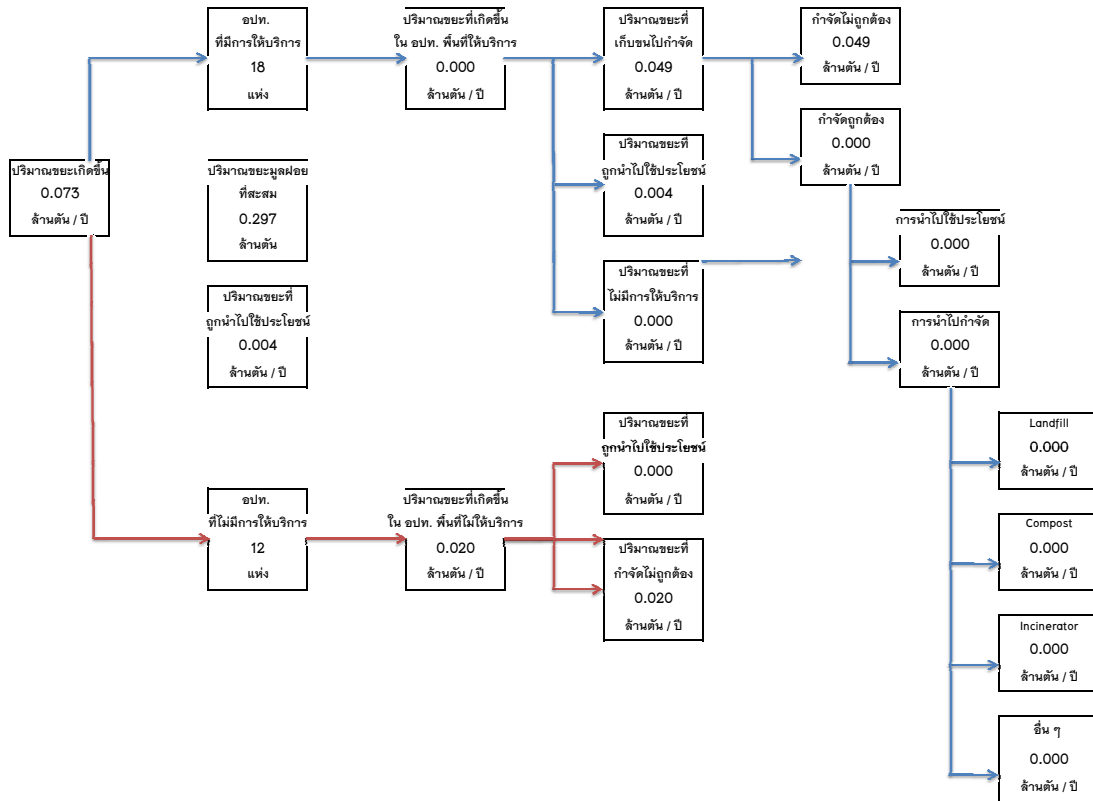 อปท.
ที่มีการให้บริการ
18
แห่ง
ปริมาณขยะที่เกิดขึ้น
ใน อปท. พื้นที่ให้บริการ
0.000
ล้านตัน / ปี
ปริมาณขยะที่
เก็บขนไปกำจัด
0.049
ล้านตัน / ปี
กำจัดไม่ถูกต้อง
0.049
ล้านตัน / ปี
กำจัดถูกต้อง
0.000
ล้านตัน / ปี
ปริมาณขยะเกิดขึ้น
0.073
ล้านตัน / ปี
ปริมาณขยะมูลฝอย
ที่สะสม
0.297
ล้านตัน
ปริมาณขยะที่
ถูกนำไปใช้ประโยชน์
0.004
ล้านตัน / ปี
การนำไปใช้ประโยชน์
0.000
ล้านตัน / ปี
ปริมาณขยะที่
ไม่มีการให้บริการ
0.000
ล้านตัน / ปี
ปริมาณขยะที่
ถูกนำไปใช้ประโยชน์
0.004
ล้านตัน / ปี
การนำไปกำจัด
0.000
ล้านตัน / ปี
ปริมาณขยะที่
ถูกนำไปใช้ประโยชน์
0.000
ล้านตัน / ปี
Landfill
0.000
ล้านตัน / ปี
อปท.
ที่ไม่มีการให้บริการ
12
แห่ง
ปริมาณขยะที่เกิดขึ้น
ใน อปท. พื้นที่ไม่ให้บริการ
0.020
ล้านตัน / ปี
ปริมาณขยะที่
กำจัดไม่ถูกต้อง
0.020
ล้านตัน / ปี
Compost
0.000
ล้านตัน / ปี
Incinerator
0.000
ล้านตัน / ปี
อื่น ๆ
0.000
ล้านตัน / ปี